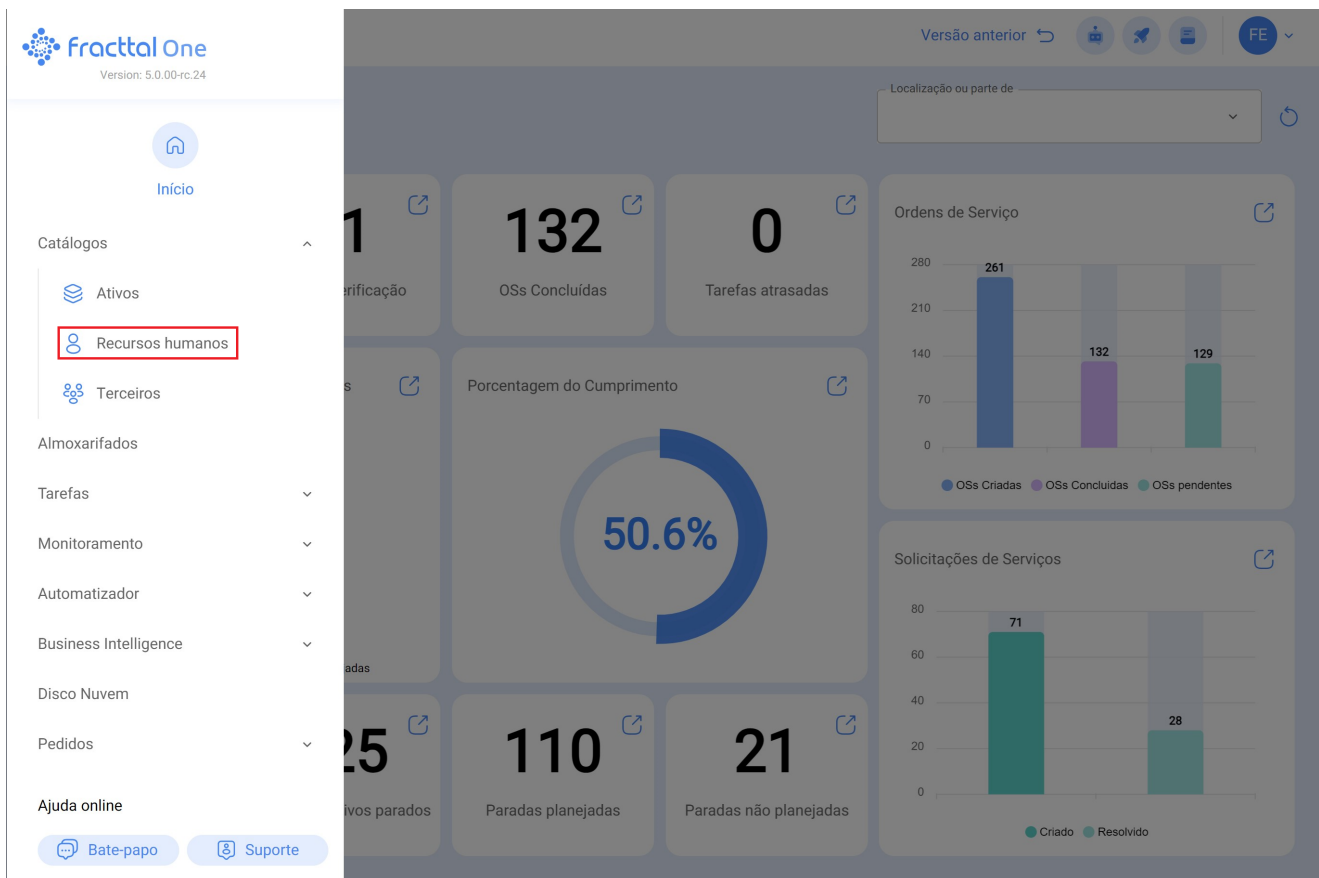 fracttal One
Version: 5.0.00-rc.24
Início
Catálogos
Ativos
Recursos humanos
Terceiros
Almoxarifados
Tarefas
Monitoramento
Automatizador
Business Intelligence
Disco Nuvem
Pedidos
Ajuda online
Bate-papo
Suporte
Versão anterior
FE
Localização ou parte de
1
erificação
132
OSs Concluídas
0
Tarefas atrasadas
Ordens de Serviço
280
210
140
70
0
261
132
129
OSs Criadas
OSs Concluidas
OSs pendentes
s
adas
Porcentagem do Cumprimento
50.6%
Solicitações de Serviços
80
60
40
20
0
71
28
Criado
Resolvido
25
ivos parados
110
Paradas planejadas
21
Paradas não planejadas